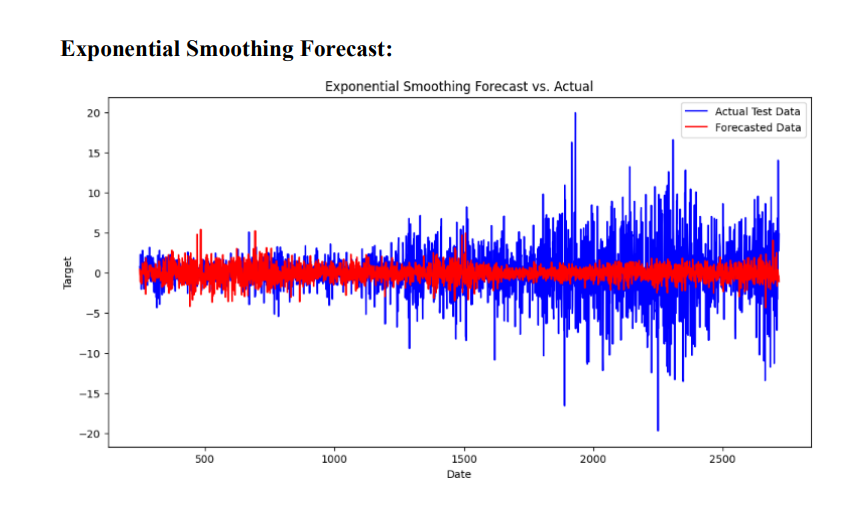 Exponential Smoothing Forecast:
Exponential Smoothing Forecast vs. Actual
Actual Test Data
Forecasted Data
20
15
10
5
0
−5
−10
−15
−20
Target
500
1000
1500
2000
2500
Date